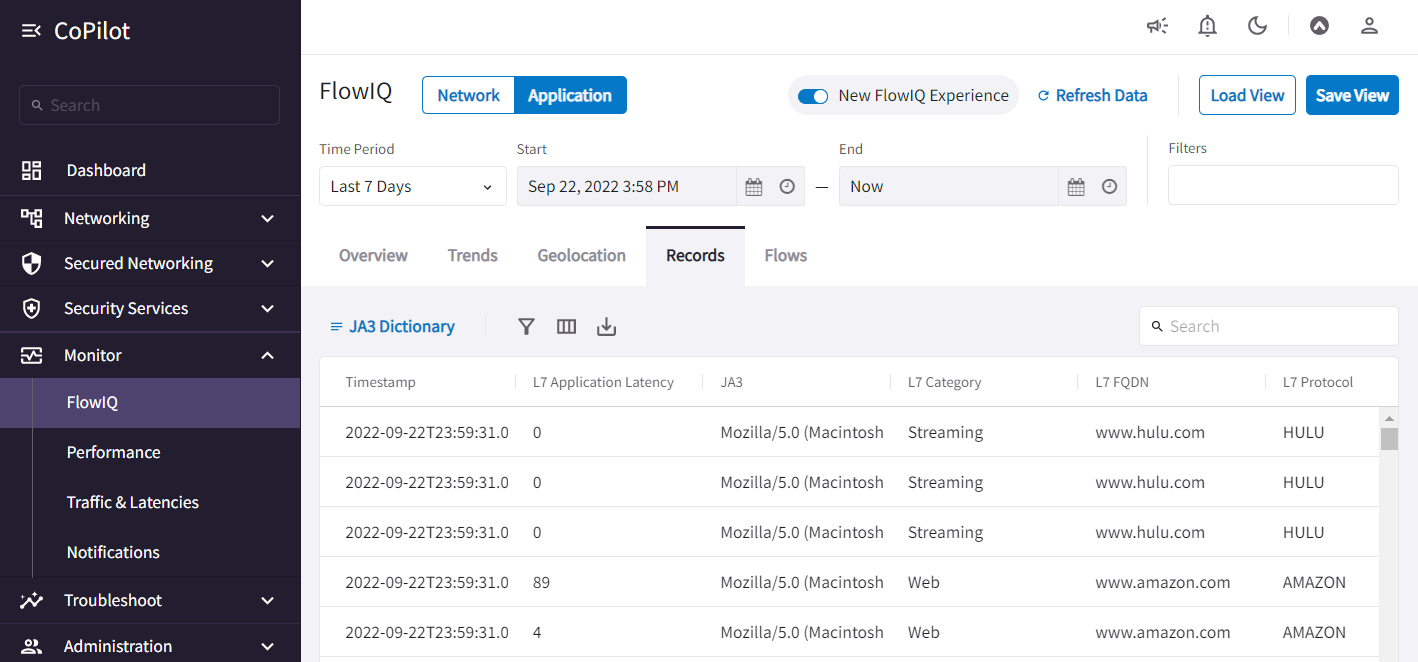 CoPilot
Search
Dashboard
Networking
Secured Networking
Security Services
Monitor
FlowIQ
Performance
Traffic & Latencies
Notifications
Troubleshoot
Administration
FlowIQ Network Application New FlowIQ Experience Refresh Data Load View Save View
Time Period Start End Filters
Last 7 Days Sep 22, 2022 3:58 PM — Now
Overview Trends Geolocation Records Flows
JA3 Dictionary Search
Timestamp L7 Application Latency JA3 L7 Category L7 FQDN L7 Protocol
2022-09-22T23:59:31.0 0 Mozilla/5.0 (Macintosh Streaming www.hulu.com HULU
2022-09-22T23:59:31.0 0 Mozilla/5.0 (Macintosh Streaming www.hulu.com HULU
2022-09-22T23:59:31.0 0 Mozilla/5.0 (Macintosh Streaming www.hulu.com HULU
2022-09-22T23:59:31.0 89 Mozilla/5.0 (Macintosh Web www.amazon.com AMAZON
2022-09-22T23:59:31.0 4 Mozilla/5.0 (Macintosh Web www.amazon.com AMAZON